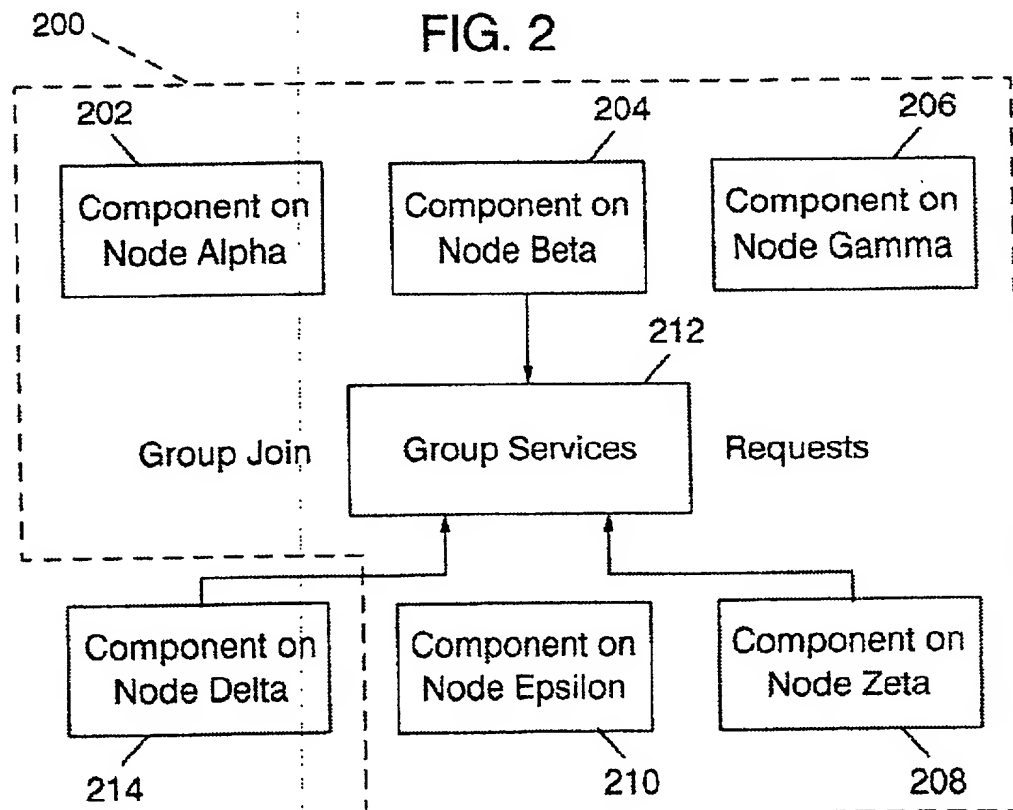 FIG. 2
200
202
204
206
Component on
Node Alpha
Component on
Node Beta
Component on
Node Gamma
212
Group Join
Group Services
Requests
Component on
Node Delta
Component on
Node Epsilon
Component on
Node Zeta
214
210
208